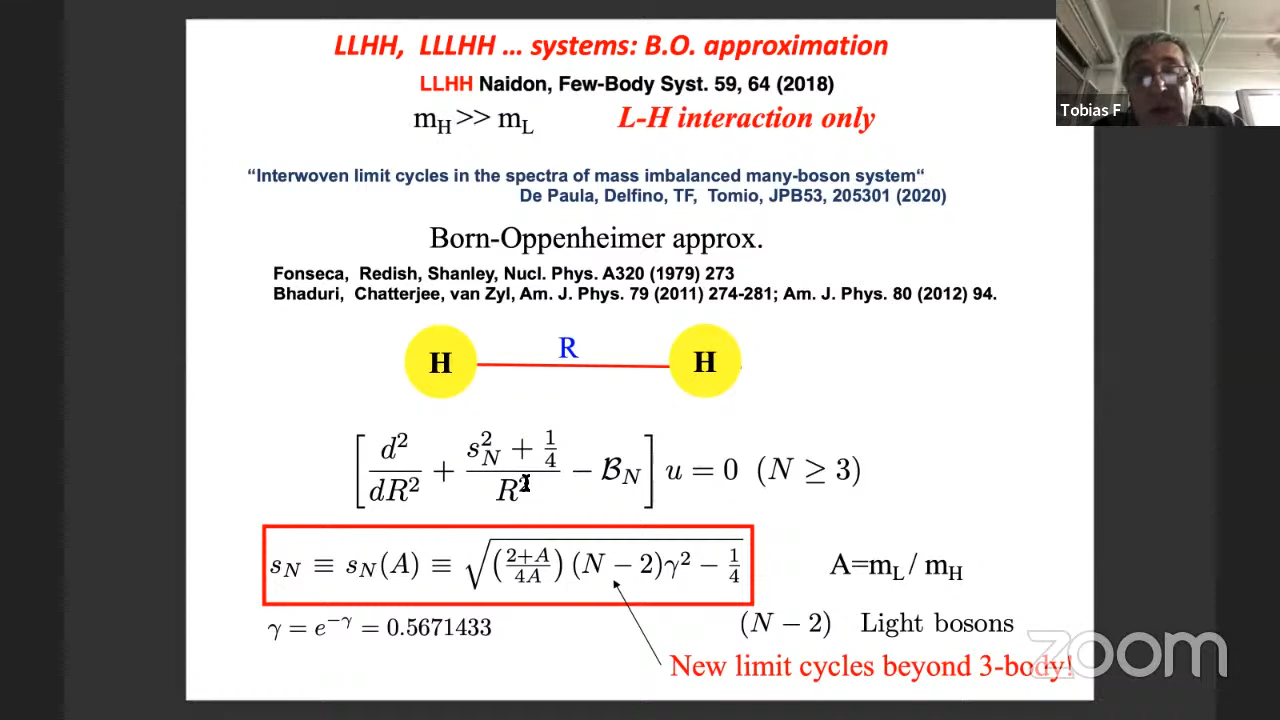 LLHH, LLLHH … systems: B.O. approximation
LLHH Naidon, Few-Body Syst. 59, 64 (2018)
m_H >> m_L L-H interaction only
Tobias F
“Interwoven limit cycles in the spectra of mass imbalanced many-boson system“
De Paula, Delfino, TF, Tomio, JPB53, 205301 (2020)
Born-Oppenheimer approx.
Fonseca, Redish, Shanley, Nucl. Phys. A320 (1979) 273
Bhaduri, Chatterjee, van Zyl, Am. J. Phys. 79 (2011) 274-281; Am. J. Phys. 80 (2012) 94.
R
H H
[d²/dR² + (s_N² + 1/4)/R² − ℬ_N] u = 0 (N ≥ 3)
s_N ≡ s_N(A) ≡ √((2+A/4A) (N − 2)γ² − 1/4) A=m_L / m_H
γ = e^{−γ} = 0.5671433 (N − 2) Light bosons
New limit cycles beyond 3-body!
zoom